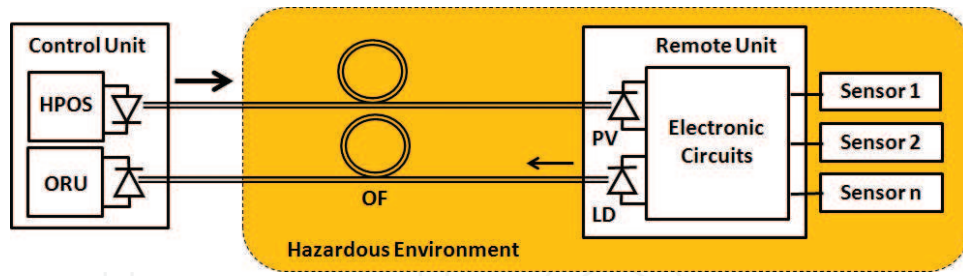 Control Unit
HPOS
ORU
OF
Hazardous Environment
Remote Unit
PV
LD
Electronic
Circuits
Sensor 1
Sensor 2
Sensor n